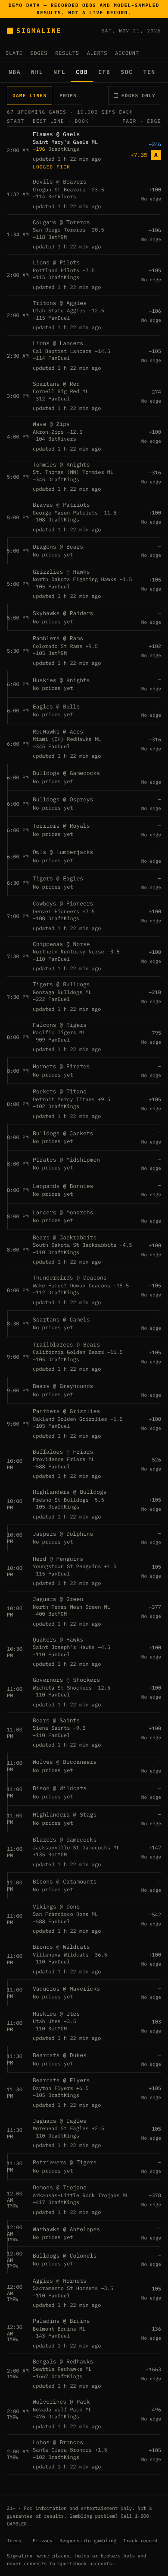 DEMO DATA — RECORDED ODDS AND MODEL-SAMPLED
RESULTS. NOT A LIVE RECORD.
SIGMALINE
SAT, NOV 21, 2026
SLATE EDGES RESULTS ALERTS ACCOUNT
NBA NHL NFL CBB CFB SOC TEN
GAME LINES PROPS EDGES ONLY
67 UPCOMING GAMES · 10,000 SIMS EACH
START BEST LINE · BOOK FAIR · EDGE
Flames @ Gaels
2:00 AM Saint Mary's Gaels ML −246
−196 DraftKings +7.3% A
updated 1 h 22 min ago
LOGGED PICK
Devils @ Beavers
1:32 AM Oregon St Beavers −23.5 +100
−114 BetRivers No edge
updated 1 h 22 min ago
Cougars @ Toreros
1:34 AM San Diego Toreros −20.5 −106
−118 BetMGM No edge
updated 1 h 22 min ago
Lions @ Pilots
2:00 AM Portland Pilots −7.5 −105
−115 DraftKings No edge
updated 1 h 22 min ago
Tritons @ Aggies
2:00 AM Utah State Aggies −12.5 −106
−115 FanDuel No edge
updated 1 h 22 min ago
Lions @ Lancers
2:30 AM Cal Baptist Lancers −14.5 −105
−114 FanDuel No edge
updated 1 h 22 min ago
Spartans @ Red
3:00 PM Cornell Big Red ML −274
−312 FanDuel No edge
updated 1 h 22 min ago
Wave @ Zips
4:00 PM Akron Zips −12.5 +100
−104 BetRivers No edge
updated 1 h 22 min ago
Tommies @ Knights
5:00 PM St. Thomas (MN) Tommies ML −316
−345 DraftKings No edge
updated 1 h 22 min ago
Braves @ Patriots
5:00 PM George Mason Patriots −11.5 +100
−108 DraftKings No edge
updated 1 h 22 min ago
Dragons @ Bears —
5:00 PM No prices yet No edge
Grizzlies @ Hawks
5:00 PM North Dakota Fighting Hawks −1.5 +105
−105 FanDuel No edge
updated 1 h 22 min ago
Skyhawks @ Raiders —
5:00 PM No prices yet No edge
Ramblers @ Rams
5:30 PM Colorado St Rams −9.5 +102
−105 BetMGM No edge
updated 1 h 22 min ago
Huskies @ Knights —
6:00 PM No prices yet No edge
Eagles @ Bulls —
6:00 PM No prices yet No edge
RedHawks @ Aces
6:00 PM Miami (OH) RedHawks ML −316
−345 FanDuel No edge
updated 1 h 22 min ago
Bulldogs @ Gamecocks —
6:00 PM No prices yet No edge
Bulldogs @ Ospreys —
6:00 PM No prices yet No edge
Terriers @ Royals —
6:00 PM No prices yet No edge
Owls @ Lumberjacks —
6:00 PM No prices yet No edge
Tigers @ Eagles —
6:30 PM No prices yet No edge
Cowboys @ Pioneers
7:00 PM Denver Pioneers +7.5 +100
−108 DraftKings No edge
updated 1 h 22 min ago
Chippewas @ Norse
7:30 PM Northern Kentucky Norse −3.5 +100
−110 FanDuel No edge
updated 1 h 22 min ago
Tigers @ Bulldogs
7:30 PM Gonzaga Bulldogs ML −210
−222 FanDuel No edge
updated 1 h 22 min ago
Falcons @ Tigers
8:00 PM Pacific Tigers ML −795
−909 FanDuel No edge
updated 1 h 22 min ago
Hornets @ Pirates —
8:00 PM No prices yet No edge
Rockets @ Titans
8:00 PM Detroit Mercy Titans +9.5 +105
−102 DraftKings No edge
updated 1 h 22 min ago
Bulldogs @ Jackets —
8:00 PM No prices yet No edge
Pirates @ Midshipmen —
8:00 PM No prices yet No edge
Leopards @ Bonnies —
8:00 PM No prices yet No edge
Lancers @ Monarchs —
8:00 PM No prices yet No edge
Bears @ Jackrabbits
8:00 PM South Dakota St Jackrabbits −4.5 +100
−110 DraftKings No edge
updated 1 h 22 min ago
Thunderbirds @ Deacons
8:00 PM Wake Forest Demon Deacons −18.5 −105
−112 DraftKings No edge
updated 1 h 22 min ago
Spartans @ Camels —
8:30 PM No prices yet No edge
Trailblazers @ Bears
9:00 PM California Golden Bears −16.5 +105
−105 DraftKings No edge
updated 1 h 22 min ago
Bears @ Greyhounds —
9:00 PM No prices yet No edge
Panthers @ Grizzlies
9:00 PM Oakland Golden Grizzlies −1.5 +100
−105 FanDuel No edge
updated 1 h 22 min ago
Buffaloes @ Friars
10:00 PM Providence Friars ML −526
−588 FanDuel No edge
updated 1 h 22 min ago
Highlanders @ Bulldogs
10:00 PM Fresno St Bulldogs −5.5 +105
−105 DraftKings No edge
updated 1 h 22 min ago
Jaspers @ Dolphins —
10:00 PM No prices yet No edge
Herd @ Penguins
10:00 PM Youngstown St Penguins +1.5 −105
−115 FanDuel No edge
updated 1 h 22 min ago
Jaguars @ Green
10:00 PM North Texas Mean Green ML −377
−400 BetMGM No edge
updated 1 h 22 min ago
Quakers @ Hawks
10:30 PM Saint Joseph's Hawks −4.5 +100
−110 FanDuel No edge
updated 1 h 22 min ago
Governors @ Shockers
11:00 PM Wichita St Shockers −12.5 +100
−110 FanDuel No edge
updated 1 h 22 min ago
Bears @ Saints
11:00 PM Siena Saints −9.5 +100
−110 FanDuel No edge
updated 1 h 22 min ago
Wolves @ Buccaneers —
11:00 PM No prices yet No edge
Bison @ Wildcats —
11:00 PM No prices yet No edge
Highlanders @ Stags —
11:00 PM No prices yet No edge
Blazers @ Gamecocks
11:00 PM Jacksonville St Gamecocks ML +142
+135 BetMGM No edge
updated 1 h 22 min ago
Bisons @ Catamounts —
11:00 PM No prices yet No edge
Vikings @ Dons
11:00 PM San Francisco Dons ML −542
−588 FanDuel No edge
updated 1 h 22 min ago
Broncs @ Wildcats
11:00 PM Villanova Wildcats −36.5 +100
−110 FanDuel No edge
updated 1 h 22 min ago
Vaqueros @ Mavericks —
11:00 PM No prices yet No edge
Huskies @ Utes
11:00 PM Utah Utes −3.5 −103
−110 BetMGM No edge
updated 1 h 22 min ago
Bearcats @ Dukes —
11:30 PM No prices yet No edge
Bearcats @ Flyers
11:30 PM Dayton Flyers +6.5 +105
−105 DraftKings No edge
updated 1 h 22 min ago
Jaguars @ Eagles
11:30 PM Morehead St Eagles +2.5 −105
−110 DraftKings No edge
updated 1 h 22 min ago
Retrievers @ Tigers —
11:30 PM No prices yet No edge
Demons @ Trojans
12:00 AM TMRW Arkansas-Little Rock Trojans ML −378
−417 DraftKings No edge
updated 1 h 22 min ago
Warhawks @ Antelopes —
12:00 AM TMRW No prices yet No edge
Bulldogs @ Colonels —
12:00 AM TMRW No prices yet No edge
Aggies @ Hornets
12:00 AM TMRW Sacramento St Hornets −3.5 −105
−110 FanDuel No edge
updated 1 h 22 min ago
Paladins @ Bruins
12:30 AM TMRW Belmont Bruins ML −136
−143 FanDuel No edge
updated 1 h 22 min ago
Bengals @ Redhawks
2:00 AM TMRW Seattle Redhawks ML −1663
−1667 DraftKings No edge
updated 1 h 22 min ago
Wolverines @ Pack
2:00 AM TMRW Nevada Wolf Pack ML −496
−476 DraftKings No edge
updated 1 h 22 min ago
Lobos @ Broncos
2:00 AM TMRW Santa Clara Broncos +1.5 +105
−102 DraftKings No edge
updated 1 h 22 min ago
21+ · For information and entertainment only. Not a
guarantee of results. Gambling problem? Call 1-800-
GAMBLER.
Terms Privacy Responsible gambling Track record
Sigmaline never places, holds or brokers bets and
never connects to sportsbook accounts.